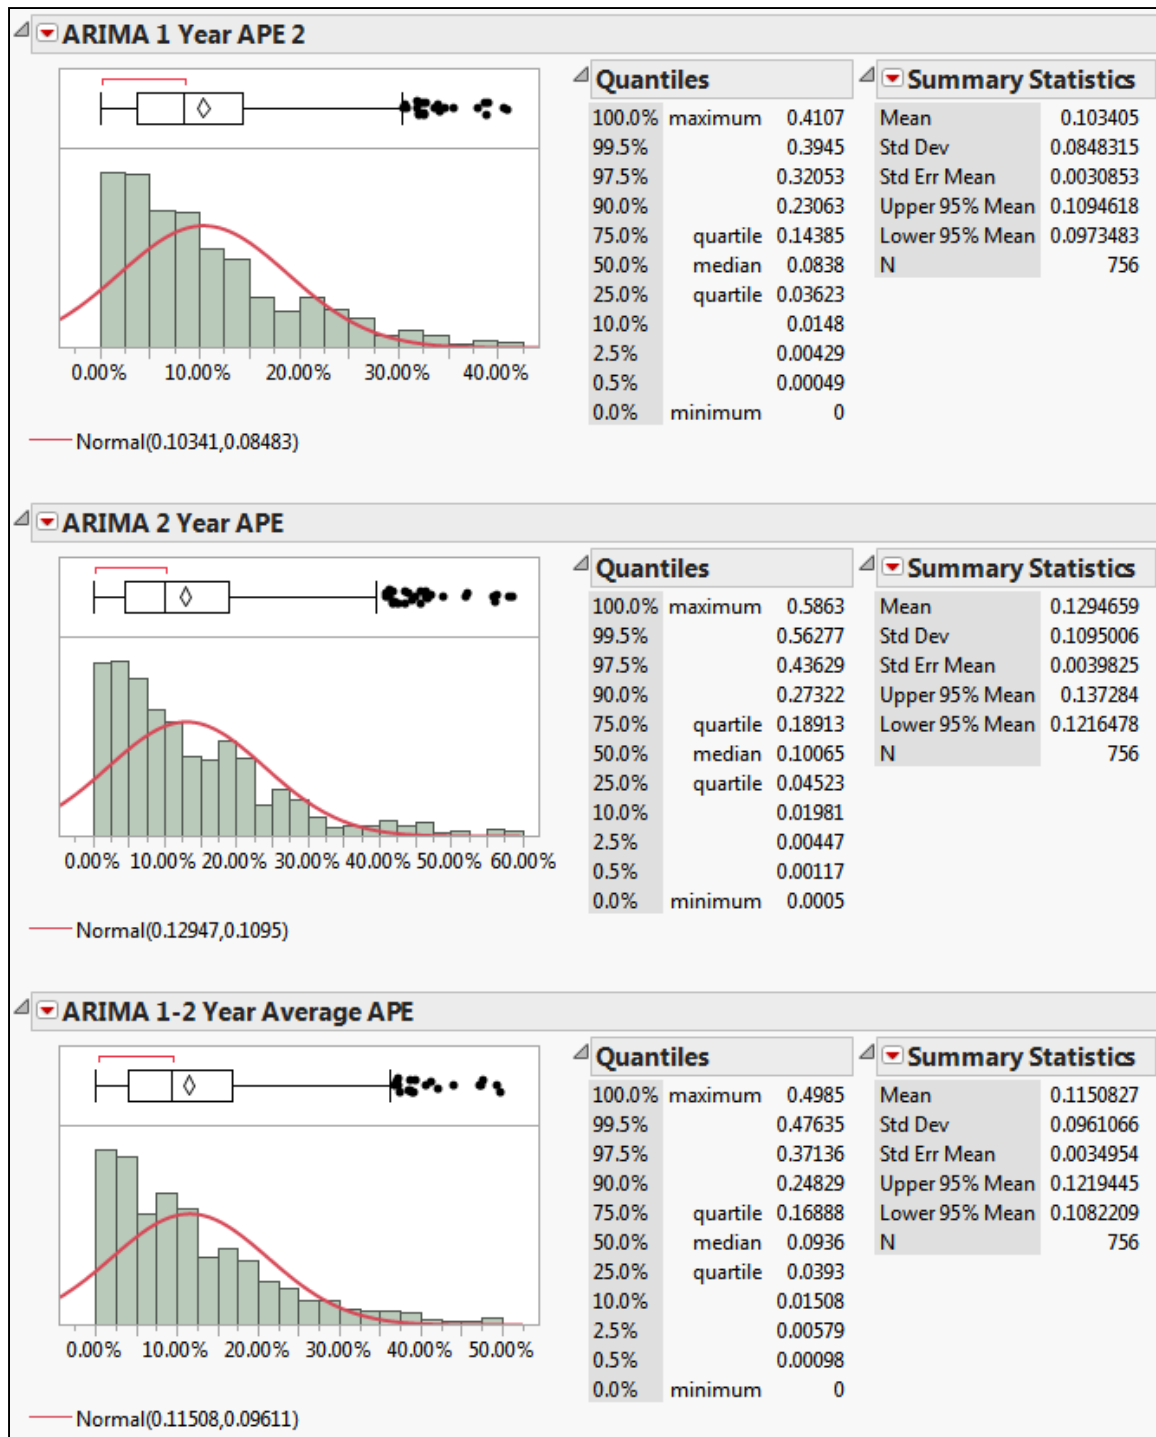 ARIMA 1 Year APE 2
Quantiles
100.0% maximum 0.4107
99.5% 0.3945
97.5% 0.32053
90.0% 0.23063
75.0% quartile 0.14385
50.0% median 0.0838
25.0% quartile 0.03623
10.0% 0.0148
2.5% 0.00429
0.5% 0.00049
0.0% minimum 0
Summary Statistics
Mean 0.103405
Std Dev 0.0848315
Std Err Mean 0.0030853
Upper 95% Mean 0.1094618
Lower 95% Mean 0.0973483
N 756
0.00% 10.00% 20.00% 30.00% 40.00%
Normal(0.10341,0.08483)
ARIMA 2 Year APE
Quantiles
100.0% maximum 0.5863
99.5% 0.56277
97.5% 0.43629
90.0% 0.27322
75.0% quartile 0.18913
50.0% median 0.10065
25.0% quartile 0.04523
10.0% 0.01981
2.5% 0.00447
0.5% 0.00117
0.0% minimum 0.0005
Summary Statistics
Mean 0.1294659
Std Dev 0.1095006
Std Err Mean 0.0039825
Upper 95% Mean 0.137284
Lower 95% Mean 0.1216478
N 756
0.00% 10.00% 20.00% 30.00% 40.00% 50.00% 60.00%
Normal(0.12947,0.1095)
ARIMA 1-2 Year Average APE
Quantiles
100.0% maximum 0.4985
99.5% 0.47635
97.5% 0.37136
90.0% 0.24829
75.0% quartile 0.16888
50.0% median 0.0936
25.0% quartile 0.0393
10.0% 0.01508
2.5% 0.00579
0.5% 0.00098
0.0% minimum 0
Summary Statistics
Mean 0.1150827
Std Dev 0.0961066
Std Err Mean 0.0034954
Upper 95% Mean 0.1219445
Lower 95% Mean 0.1082209
N 756
0.00% 10.00% 20.00% 30.00% 40.00% 50.00%
Normal(0.11508,0.09611)